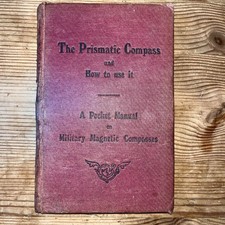 The Prismatic Compass
and
How to use it
A Pocket Manual
on
Military Magnetic Compasses